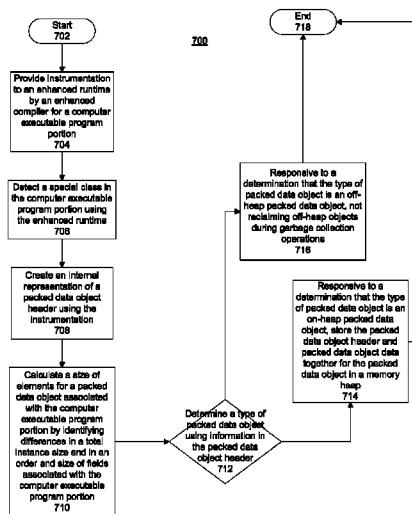 Start
702
700
Provide instrumentation
to an enhanced runtime
by an enhanced
compiler for a computer
executable program
portion
704
Detect a special class in
the computer executable
program portion using
the enhanced runtime
706
Create an internal
representation of a
packed data object
header using the
instrumentation
708
Calculate a size of
elements for a packed
data object associated
with the computer
executable program
portion by identifying
differences in a total
instance size and in an
order and size of fields
associated with the
computer executable
program portion
710
Determine a type of
packed data object
using information in
the packed data
object header
712
End
718
Responsive to a
determination that the type of
packed data object is an off-
heap packed data object, not
reclaiming off-heap objects
during garbage collection
operations
716
Responsive to a
determination that the type
of packed data object is an
on-heap packed data
object, store the packed
data object header and
packed data object data
together for the packed
data object in a memory
heap
714